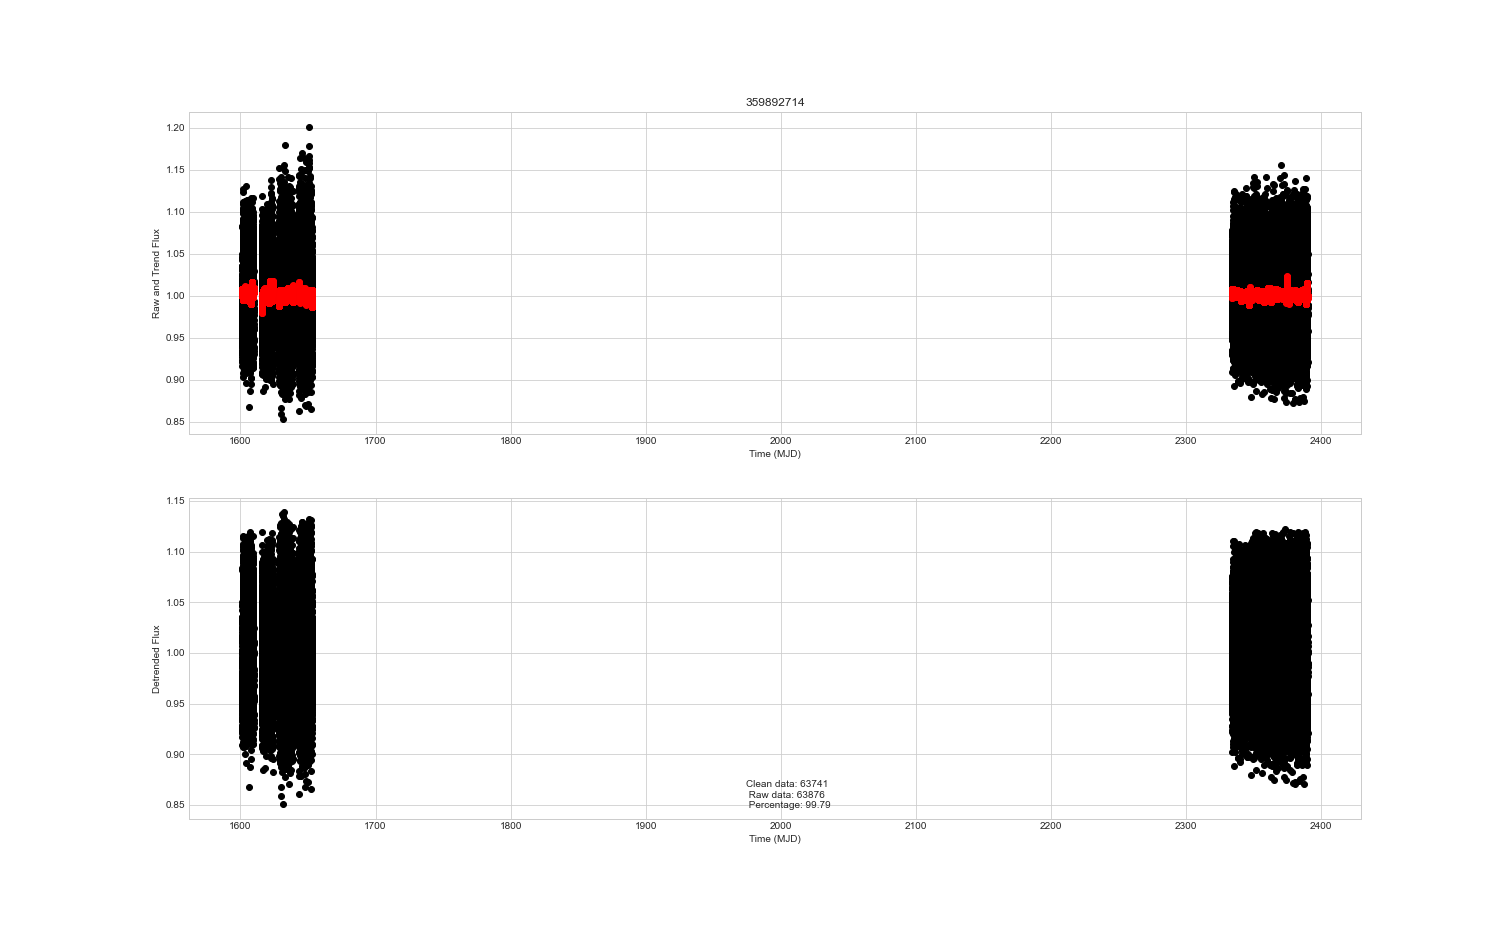 359892714
1.20
1.15
1.10
1.05
1.00
0.95
0.90
0.85
Raw and Trend Flux
1600 1700 1800 1900 2000 2100 2200 2300 2400
Time (MJD)
1.15
1.10
1.05
1.00
0.95
0.90
0.85
Detrended Flux
Clean data: 63741
Raw data: 63876
Percentage: 99.79
1600 1700 1800 1900 2000 2100 2200 2300 2400
Time (MJD)